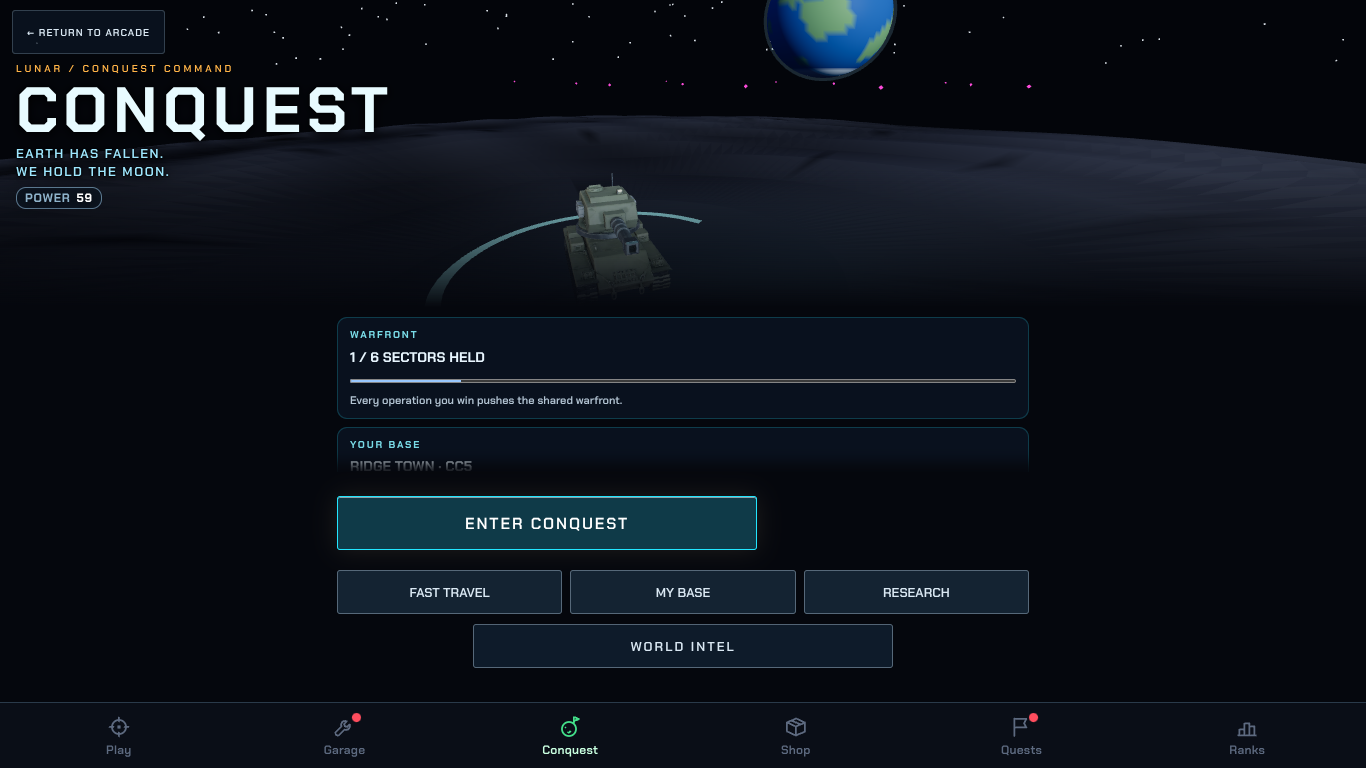 ← RETURN TO ARCADE
LUNAR / CONQUEST COMMAND
CONQUEST
EARTH HAS FALLEN.
WE HOLD THE MOON.
POWER 59
WARFRONT
1 / 6 SECTORS HELD
Every operation you win pushes the shared warfront.
YOUR BASE
RIDGE TOWN · CC5
ENTER CONQUEST
FAST TRAVEL
MY BASE
RESEARCH
WORLD INTEL
Play
Garage
Conquest
Shop
Quests
Ranks